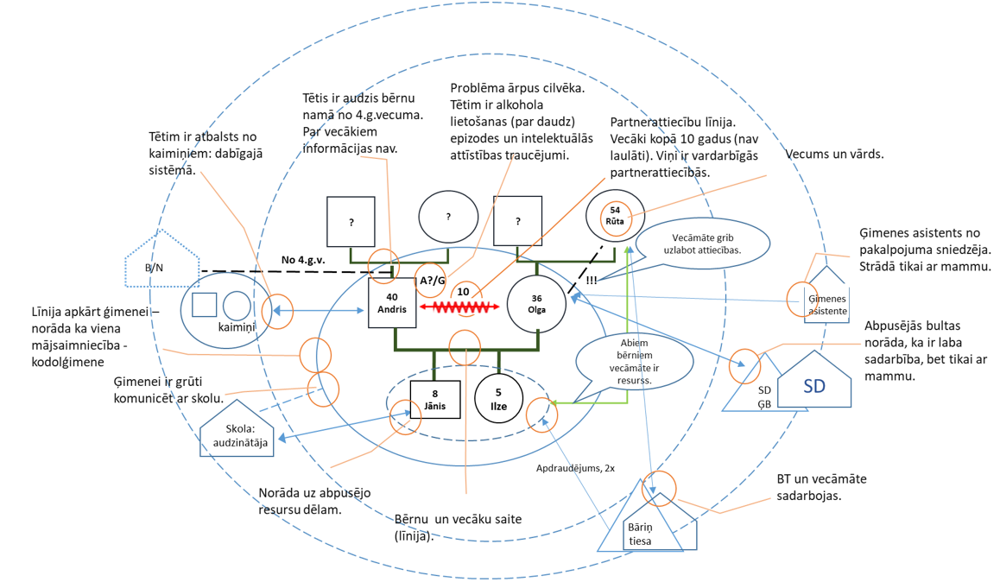 Tētim ir atbalsts no
kaimiņiem: dabīgajā
sistēmā.
Tētis ir audzis bērnu
namā no 4.g.vecuma.
Par vecākiem
informācijas nav.
Problēma ārpus cilvēka.
Tētim ir alkohola
lietošanas (par daudz)
epizodes un intelektuālās
attīstības traucējumi.
Partnerattiecību līnija.
Vecāki kopā 10 gadus (nav
laulāti). Viņi ir vardarbīgās
partnerattiecībās.
Vecums un vārds.
?
?
?
54
Rūta
Vecāmāte grib
uzlabot attiecības.
Ģimenes asistents no
pakalpojuma sniedzēja.
Strādā tikai ar mammu.
B/N
No 4.g.v.
A?/G
!!!
40
Andris
10
36
Olga
Ģimenes
asistente
kaimiņi
Līnija apkārt ģimenei –
norāda ka viena
mājsaimniecība -
kodolģimene
Abiem
bērniem
vecāmāte ir
resurss.
Abpusējās bultas
norāda, ka ir laba
sadarbība, bet tikai ar
mammu.
Ģimenei ir grūti
komunicēt ar skolu.
8
Jānis
5
Ilze
SD
ĢB
SD
Skola:
audzinātāja
Apdraudējums, 2x
Norāda uz abpusējo
resursu dēlam.
Bērnu un vecāku saite
(līnija).
BT un vecāmāte
sadarbojas.
Bāriņ
tiesa